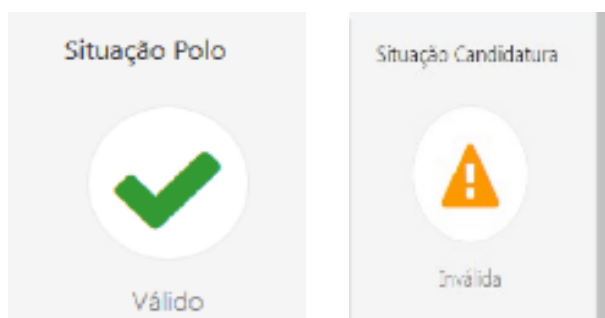 Situação Polo
Válido
Situação Candidatura
Inválida